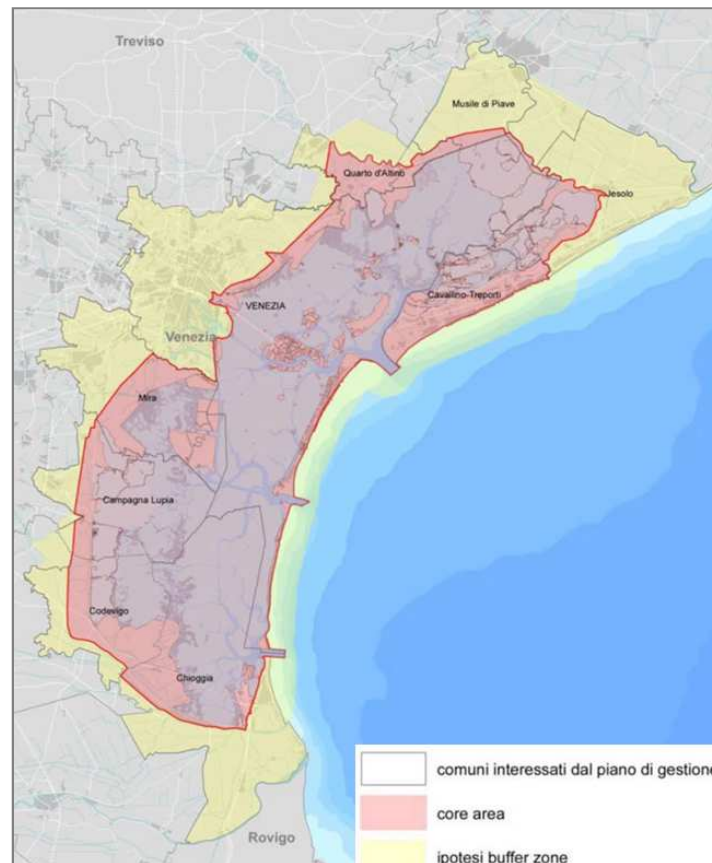 Treviso
Musile di Piave
Quarto d'Altino
Jesolo
VENEZIA
Cavallino-Treporti
Venezia
Mira
Campagna Lupia
Codevigo
Chioggia
Rovigo
comuni interessati dal piano di gestione
core area
ipotesi buffer zone